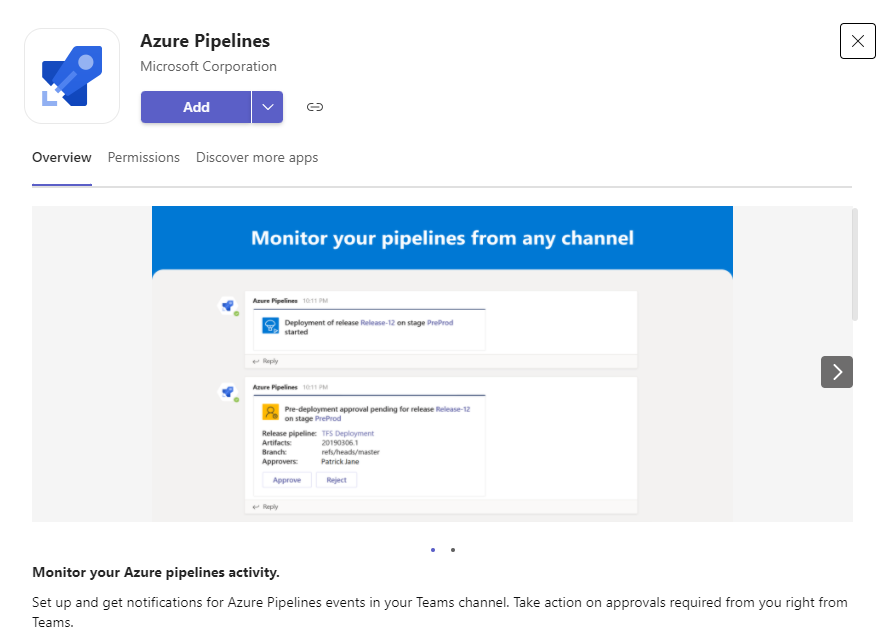 Azure Pipelines
Microsoft Corporation
Add
Overview Permissions Discover more apps
Monitor your pipelines from any channel
Azure Pipelines 10:11 PM
Deployment of release Release-12 on stage PreProd
started
Reply
Azure Pipelines 10:11 PM
Pre-deployment approval pending for release Release-12
on stage PreProd
Release pipeline: TFS Deployment
Artifacts: 20190306.1
Branch: refs/heads/master
Approvers: Patrick Jane
Approve Reject
Reply
Monitor your Azure pipelines activity.
Set up and get notifications for Azure Pipelines events in your Teams channel. Take action on approvals required from you right from
Teams.